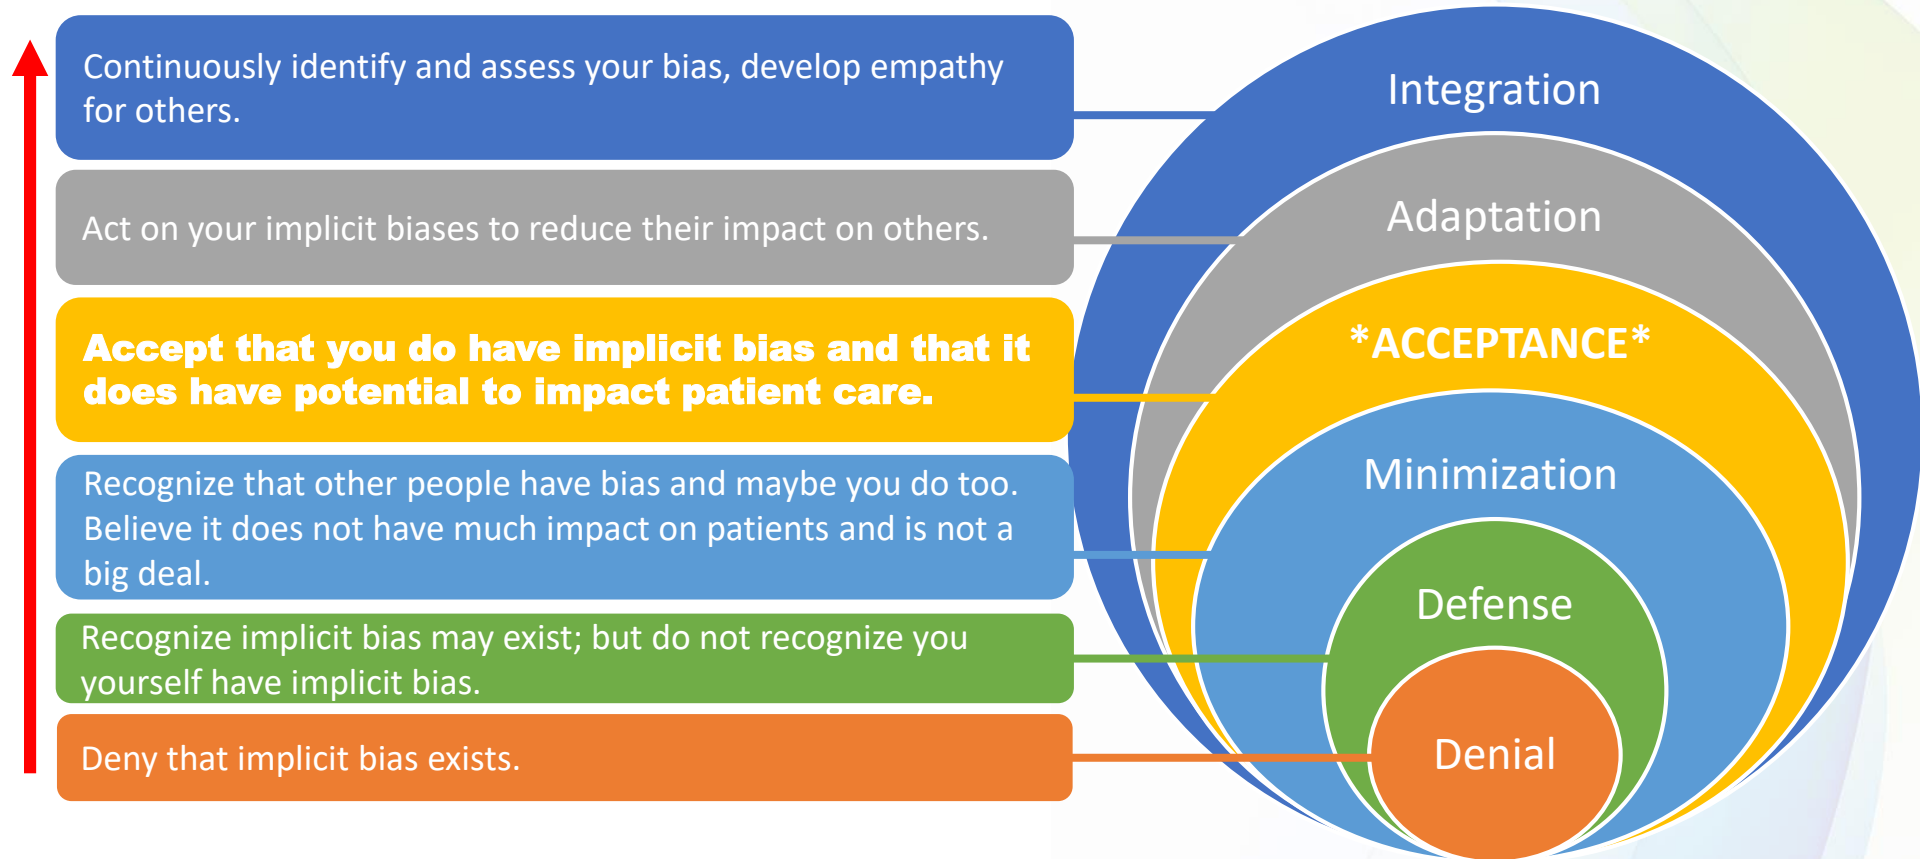 Continuously identify and assess your bias, develop empathy
for others.
Integration
Act on your implicit biases to reduce their impact on others.
Adaptation
Accept that you do have implicit bias and that it
does have potential to impact patient care.
*ACCEPTANCE*
Recognize that other people have bias and maybe you do too.
Believe it does not have much impact on patients and is not a
big deal.
Minimization
Recognize implicit bias may exist; but do not recognize you
yourself have implicit bias.
Defense
Deny that implicit bias exists.
Denial